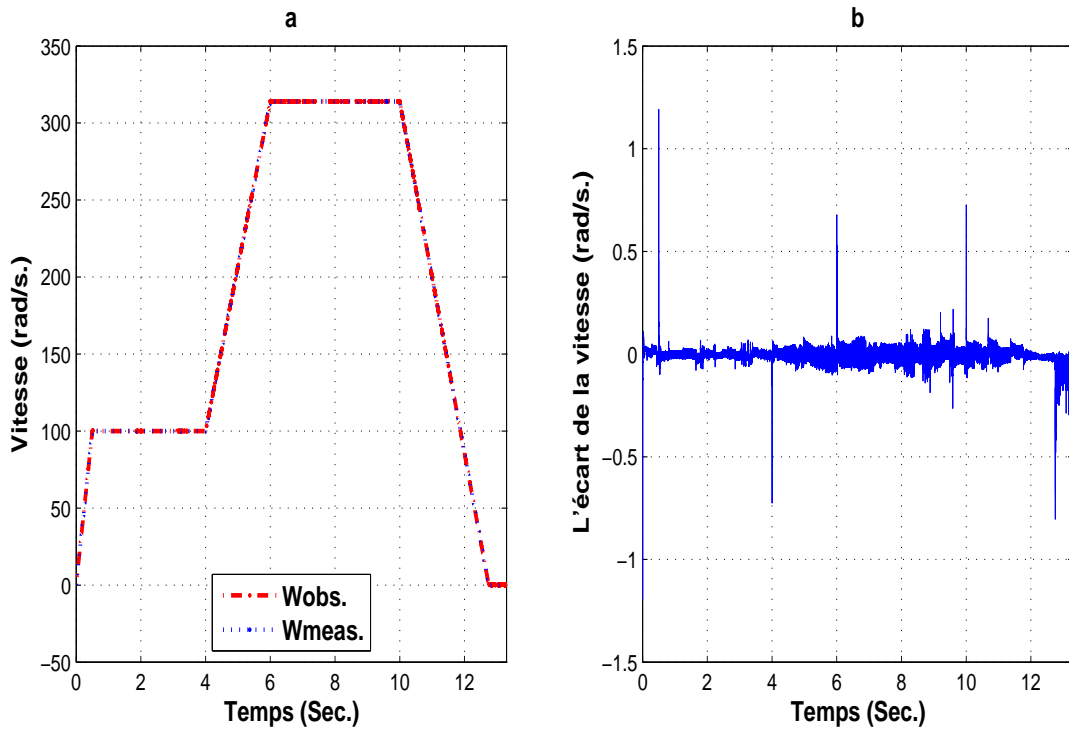 a
350
300
250
200
150
100
50
0
−50
Vitesse (rad/s.)
0 2 4 6 8 10 12
Temps (Sec.)
Wobs.
Wmeas.
b
1.5
1
0.5
0
−0.5
−1
−1.5
L'écart de la vitesse (rad/s.)
0 2 4 6 8 10 12
Temps (Sec.)